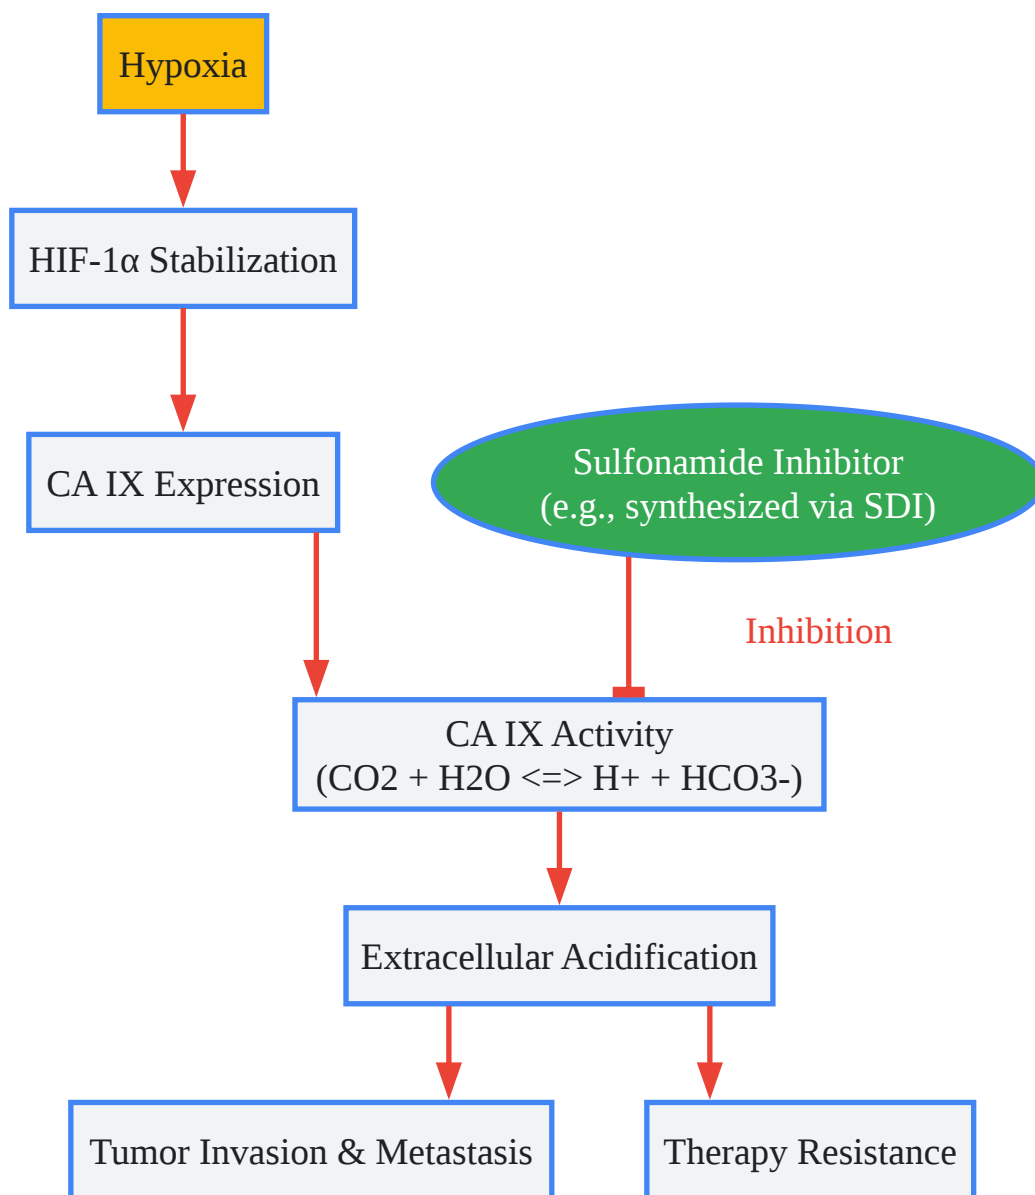 Hypoxia
HIF-1α Stabilization
CA IX Expression
Sulfonamide Inhibitor
(e.g., synthesized via SDI)
Inhibition
CA IX Activity
(CO2 + H2O <=> H+ + HCO3-)
Extracellular Acidification
Tumor Invasion & Metastasis
Therapy Resistance